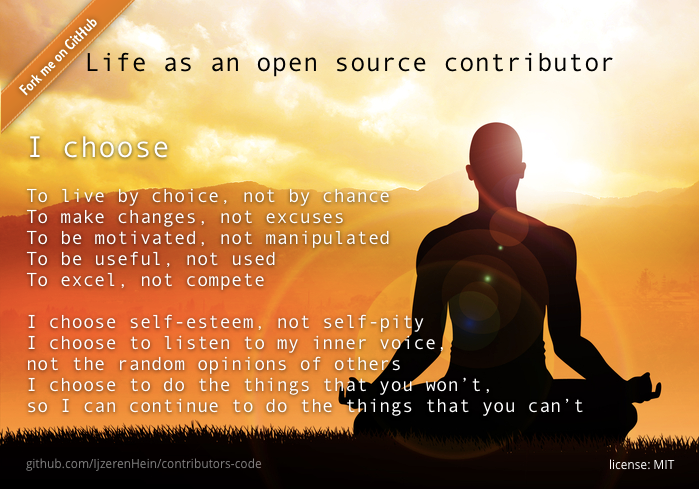 Fork me on GitHub
Life as an open source contributor
I choose
To live by choice, not by chance
To make changes, not excuses
To be motivated, not manipulated
To be useful, not used
To excel, not compete
I choose self-esteem, not self-pity
I choose to listen to my inner voice,
not the random opinions of others
I choose to do the things that you won’t,
so I can continue to do the things that you can’t
github.com/IjzerenHein/contributors-code
license: MIT